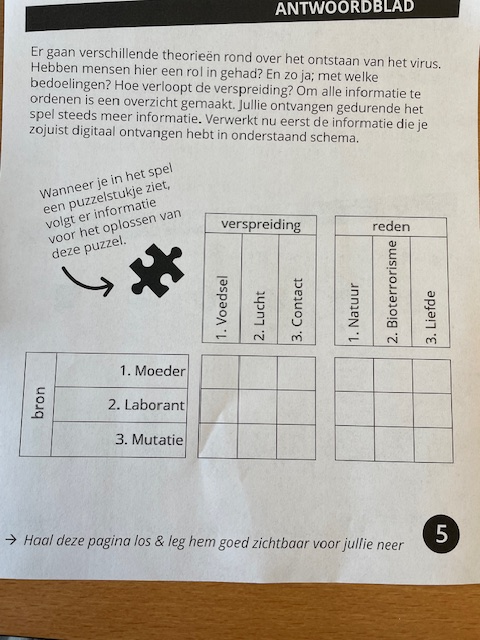 ANTWOORDBLAD
Er gaan verschillende theorieën rond over het ontstaan van het virus.
Hebben mensen hier een rol in gehad? En zo ja; met welke
bedoelingen? Hoe verloopt de verspreiding? Om alle informatie te
ordenen is een overzicht gemaakt. Jullie ontvangen gedurende het
spel steeds meer informatie. Verwerkt nu eerst de informatie die je
zojuist digitaal ontvangen hebt in onderstaand schema.
Wanneer je in het spel
een puzzelstukje ziet,
volgt er informatie
voor het oplossen van
deze puzzel.
verspreiding
reden
1. Voedsel
2. Lucht
3. Contact
1. Natuur
2. Bioterrorisme
3. Liefde
bron
1. Moeder
2. Laborant
3. Mutatie
→ Haal deze pagina los & leg hem goed zichtbaar voor jullie neer
5